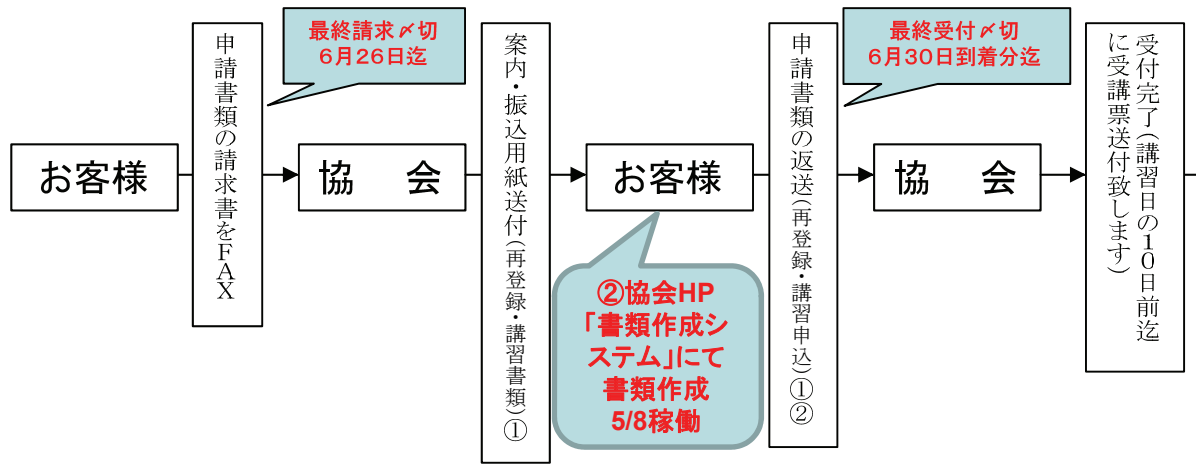 お客様
申請書類の請求書をFAX
最終請求〆切
6月26日迄
協　会
案内・振込用紙送付(再登録・講習書類)①
お客様
②協会HP
「書類作成シ
ステム」にて
書類作成
5/8稼働
申請書類の返送(再登録・講習申込)①②
最終受付〆切
6月30日到着分迄
協　会
受付完了(講習日の10日前迄
に受講票送付致します)